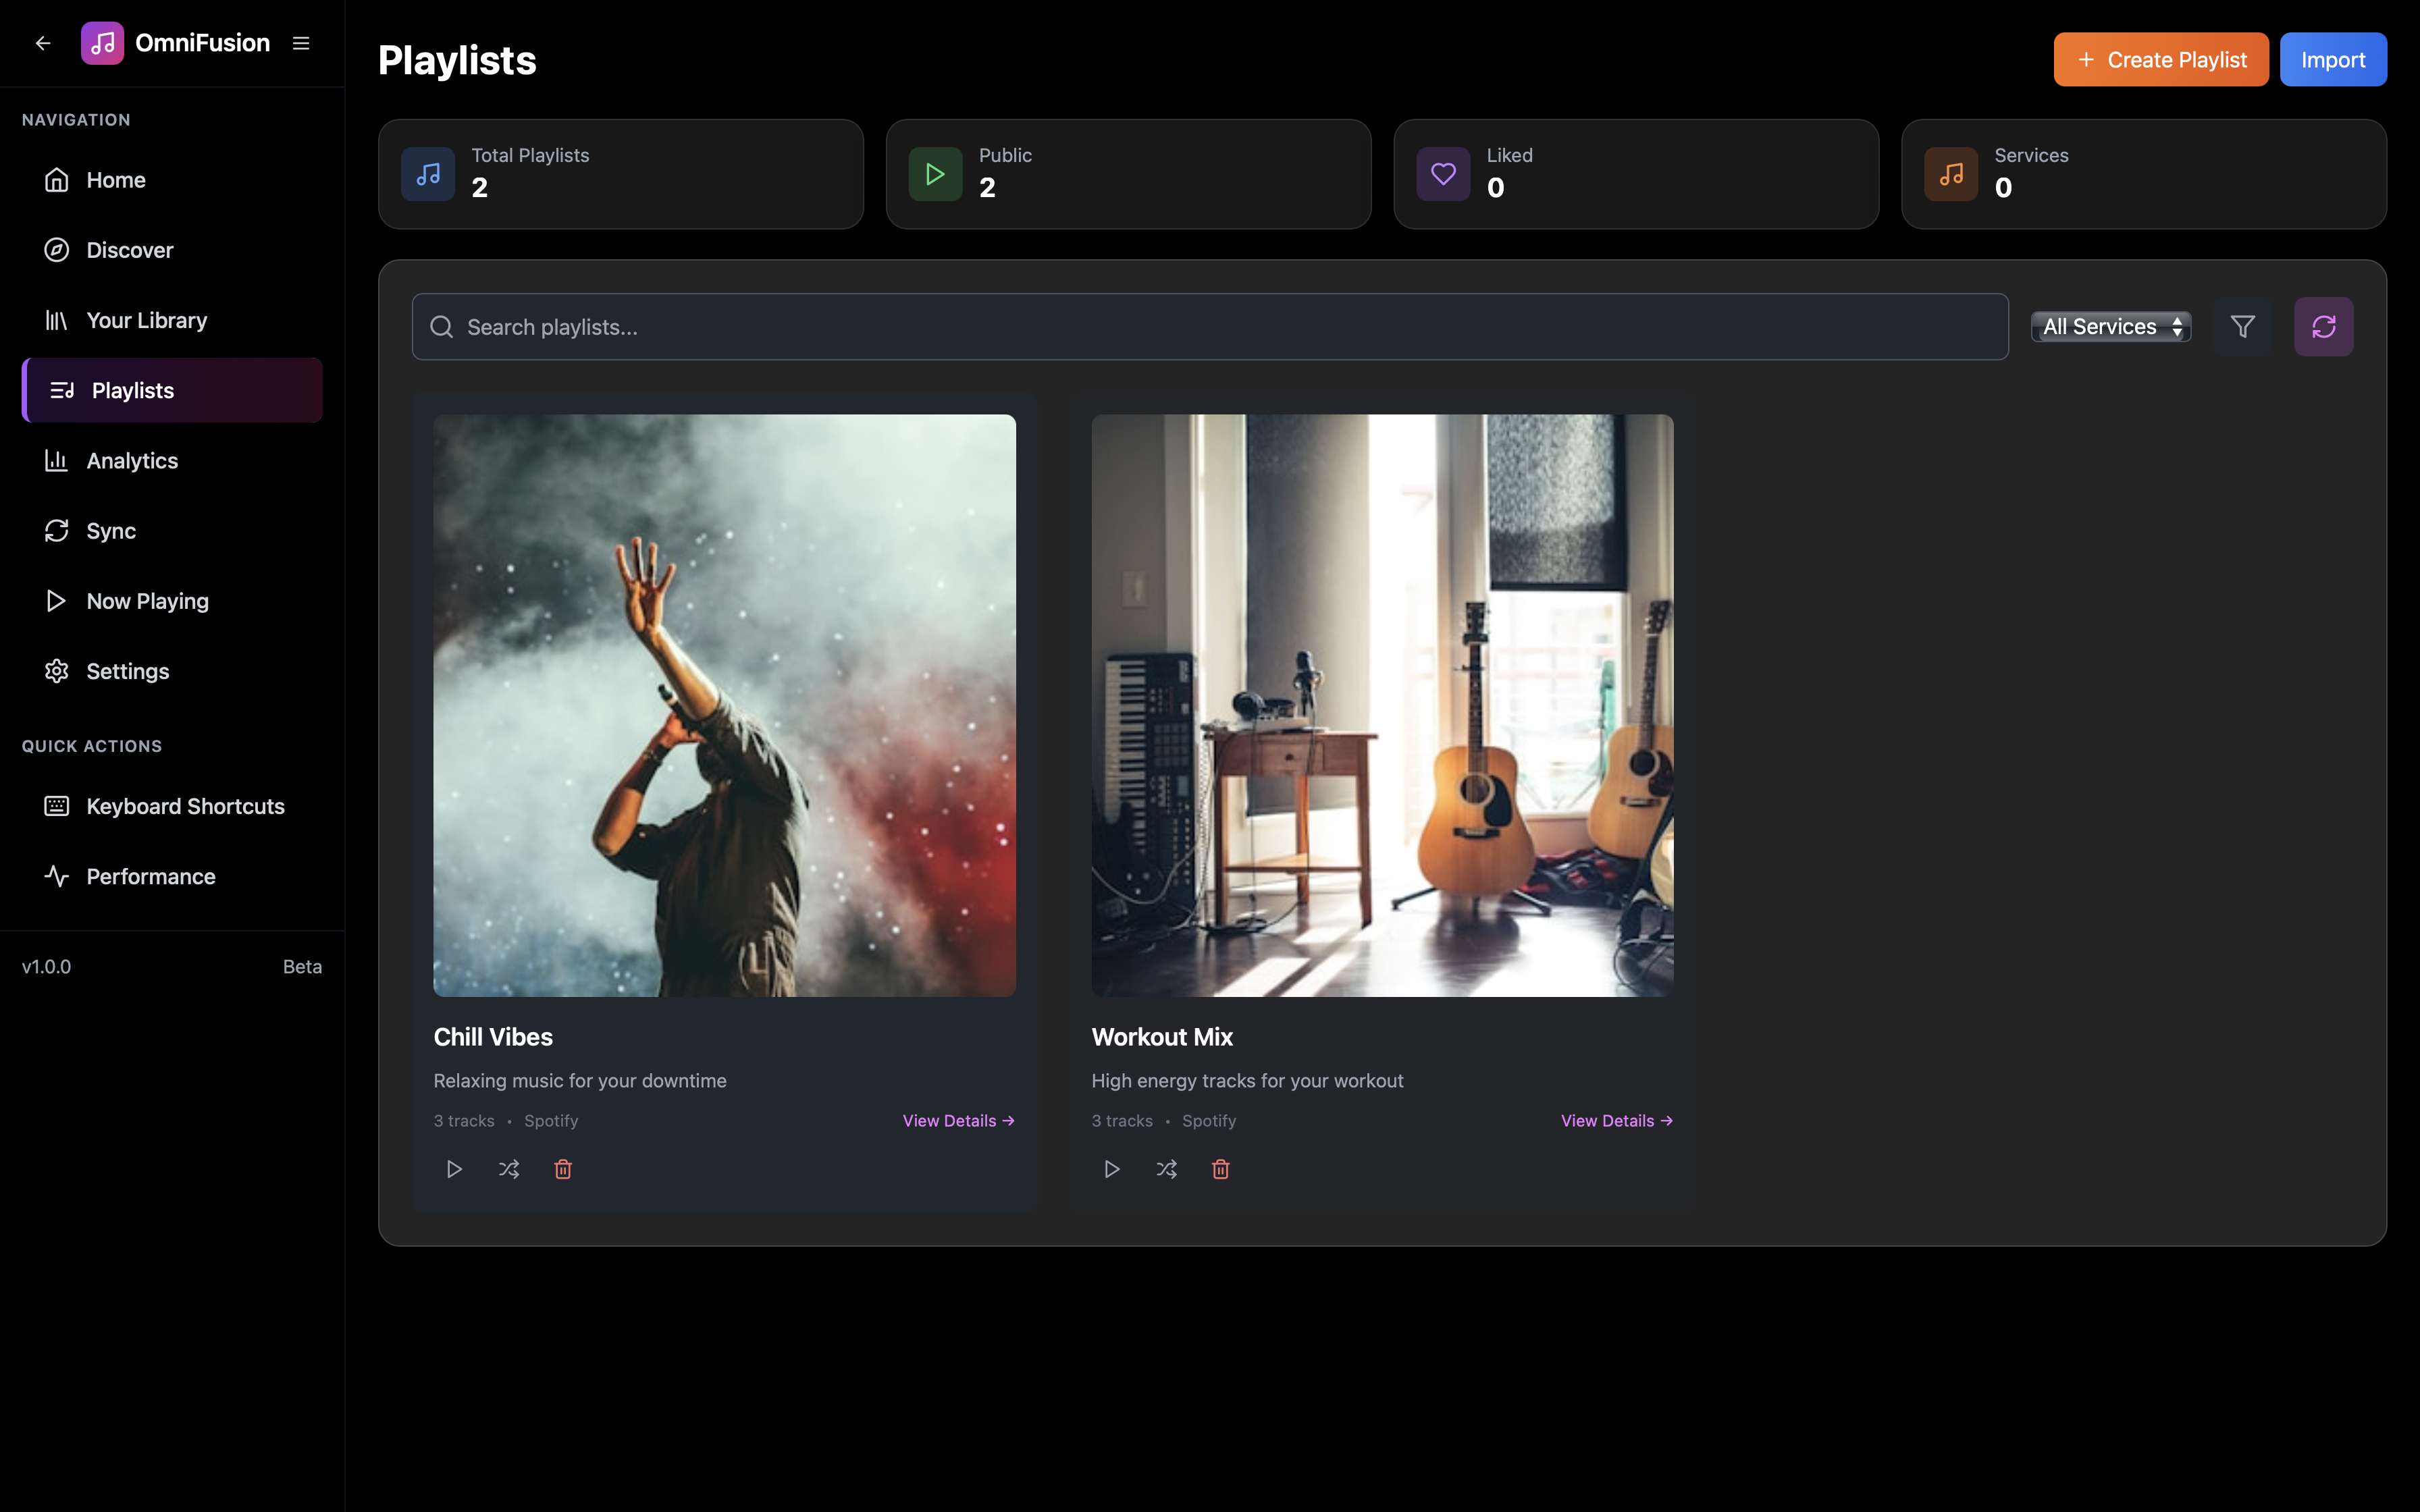 OmniFusion
NAVIGATION
Home
Discover
Your Library
Playlists
Analytics
Sync
Now Playing
Settings
QUICK ACTIONS
Keyboard Shortcuts
Performance
v1.0.0 Beta
Playlists
+ Create Playlist
Import
Total Playlists
2
Public
2
Liked
0
Services
0
Search playlists...
All Services
Chill Vibes
Relaxing music for your downtime
3 tracks • Spotify View Details →
Workout Mix
High energy tracks for your workout
3 tracks • Spotify View Details →